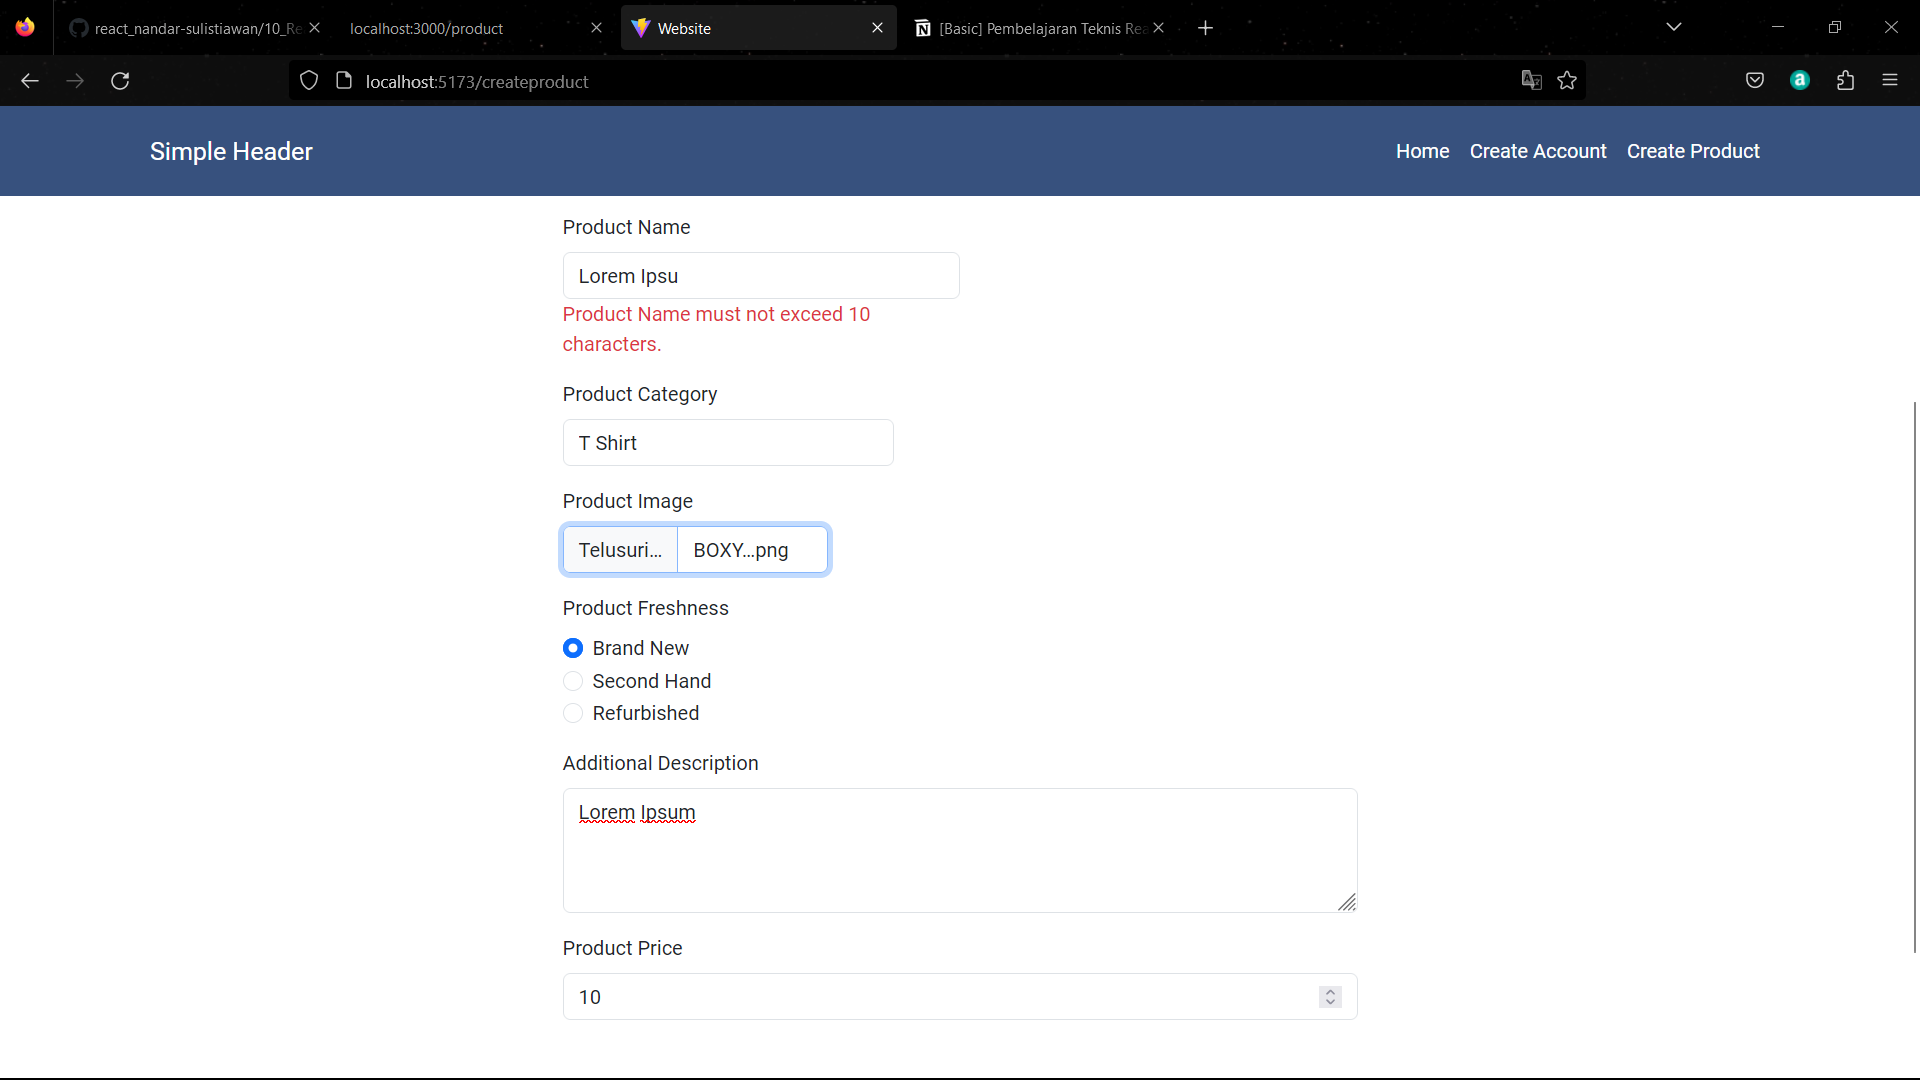 react_nandar-sulistiawan/10_Re
localhost:3000/product
Website
[Basic] Pembelajaran Teknis Rea
localhost:5173/createproduct
Simple Header
Home
Create Account
Create Product
Product Name
Lorem Ipsu
Product Name must not exceed 10
characters.
Product Category
T Shirt
Product Image
Telusuri...
BOXY...png
Product Freshness
Brand New
Second Hand
Refurbished
Additional Description
Lorem Ipsum
Product Price
10